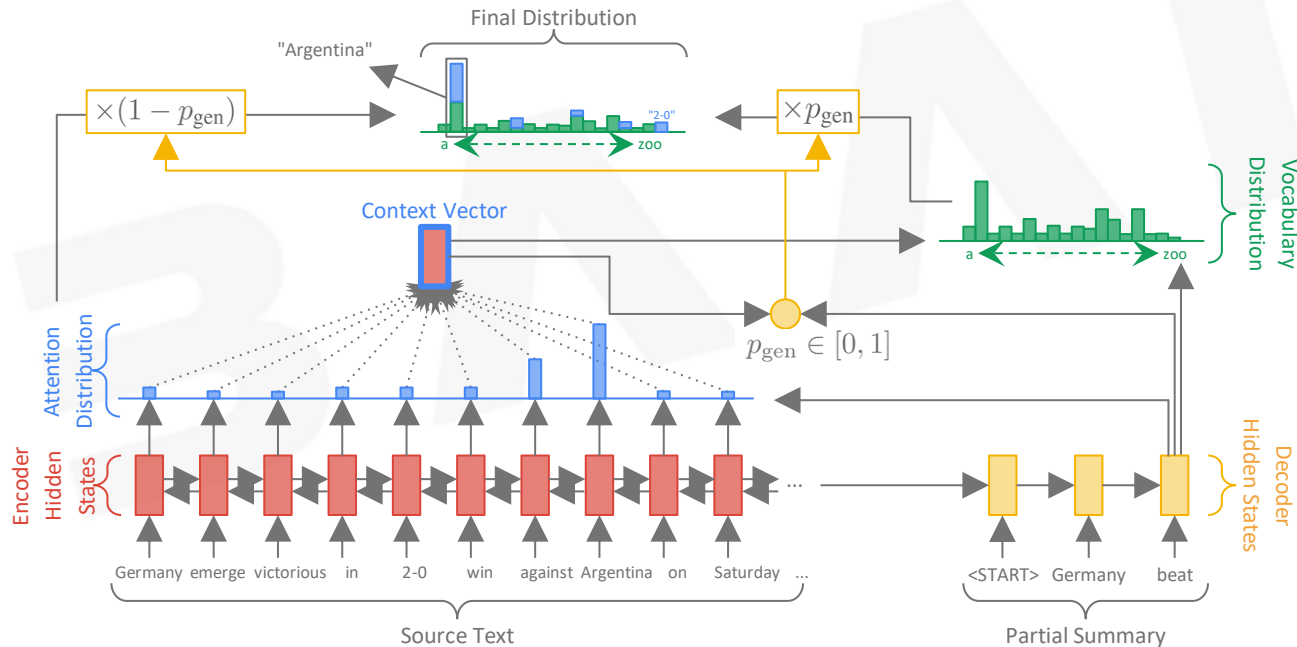 Final Distribution
"Argentina"
×(1 − p_gen)
×p_gen
"2-0"
a
zoo
Context Vector
Vocabulary
Distribution
a
zoo
Attention
Distribution
p_gen ∈ [0, 1]
Encoder
Hidden
States
Decoder
Hidden States
...
Germany emerge victorious in 2-0 win against Argentina on Saturday ...
<START> Germany beat
Source Text
Partial Summary